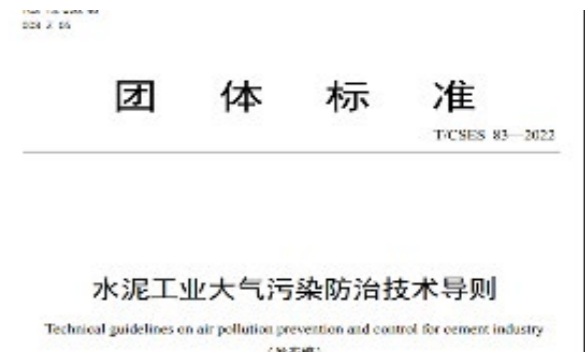 团 体 标 准
T/CSES 83—2022
水泥工业大气污染防治技术导则
Technical guidelines on air pollution prevention and control for cement industry